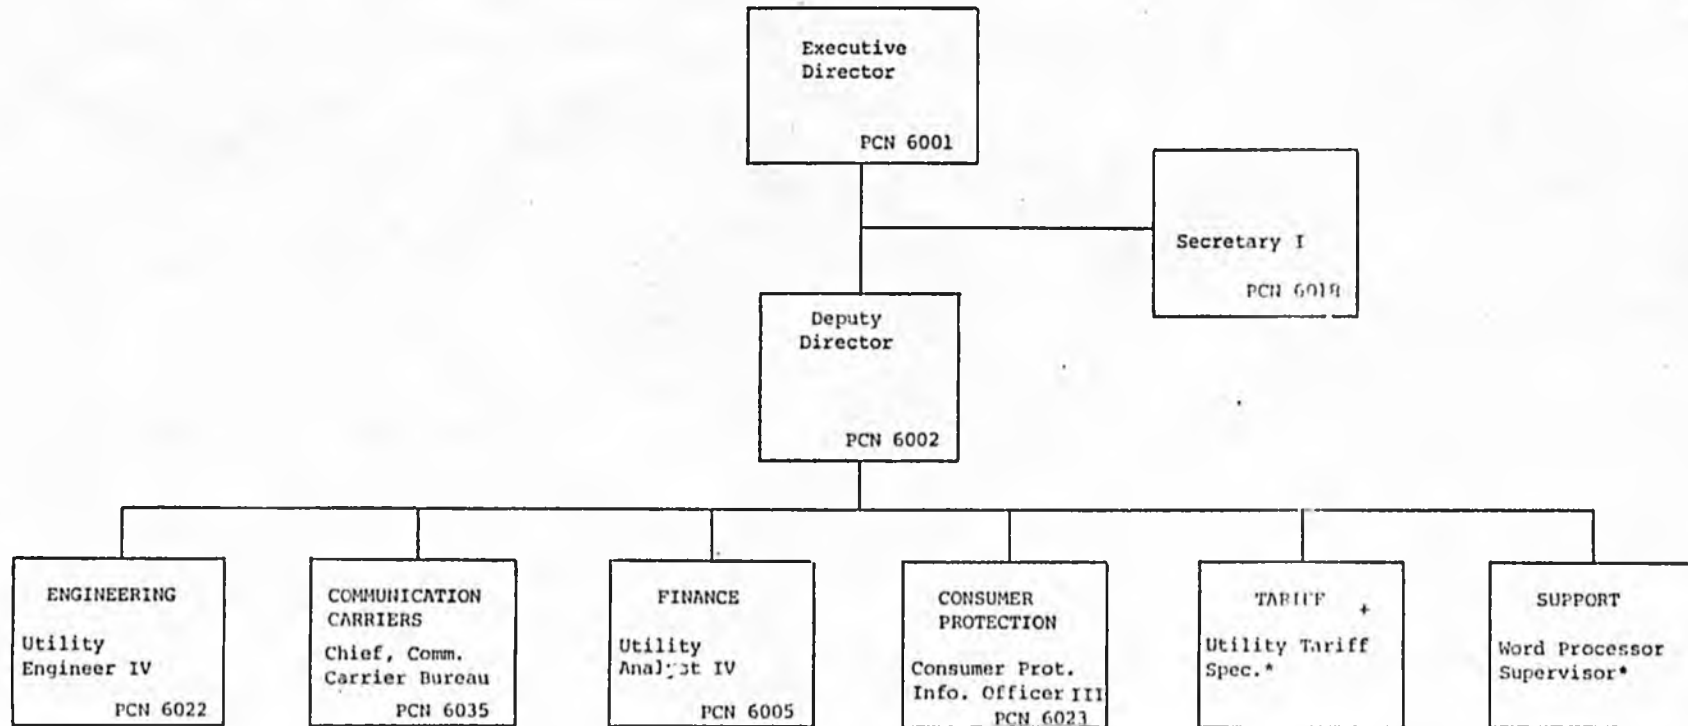 Executive
Director
PCN 6001
Secretary I
PCN 6018
Deputy
Director
PCN 6002
ENGINEERING
Utility
Engineer IV
PCN 6022
COMMUNICATION
CARRIERS
Chief, Comm.
Carrier Bureau
PCN 6035
FINANCE
Utility
Analyst IV
PCN 6005
CONSUMER
PROTECTION
Consumer Prot.
Info. Officer III
PCN 6023
TARIFF +
Utility Tariff
Spec.*
SUPPORT
Word Processor
Supervisor*